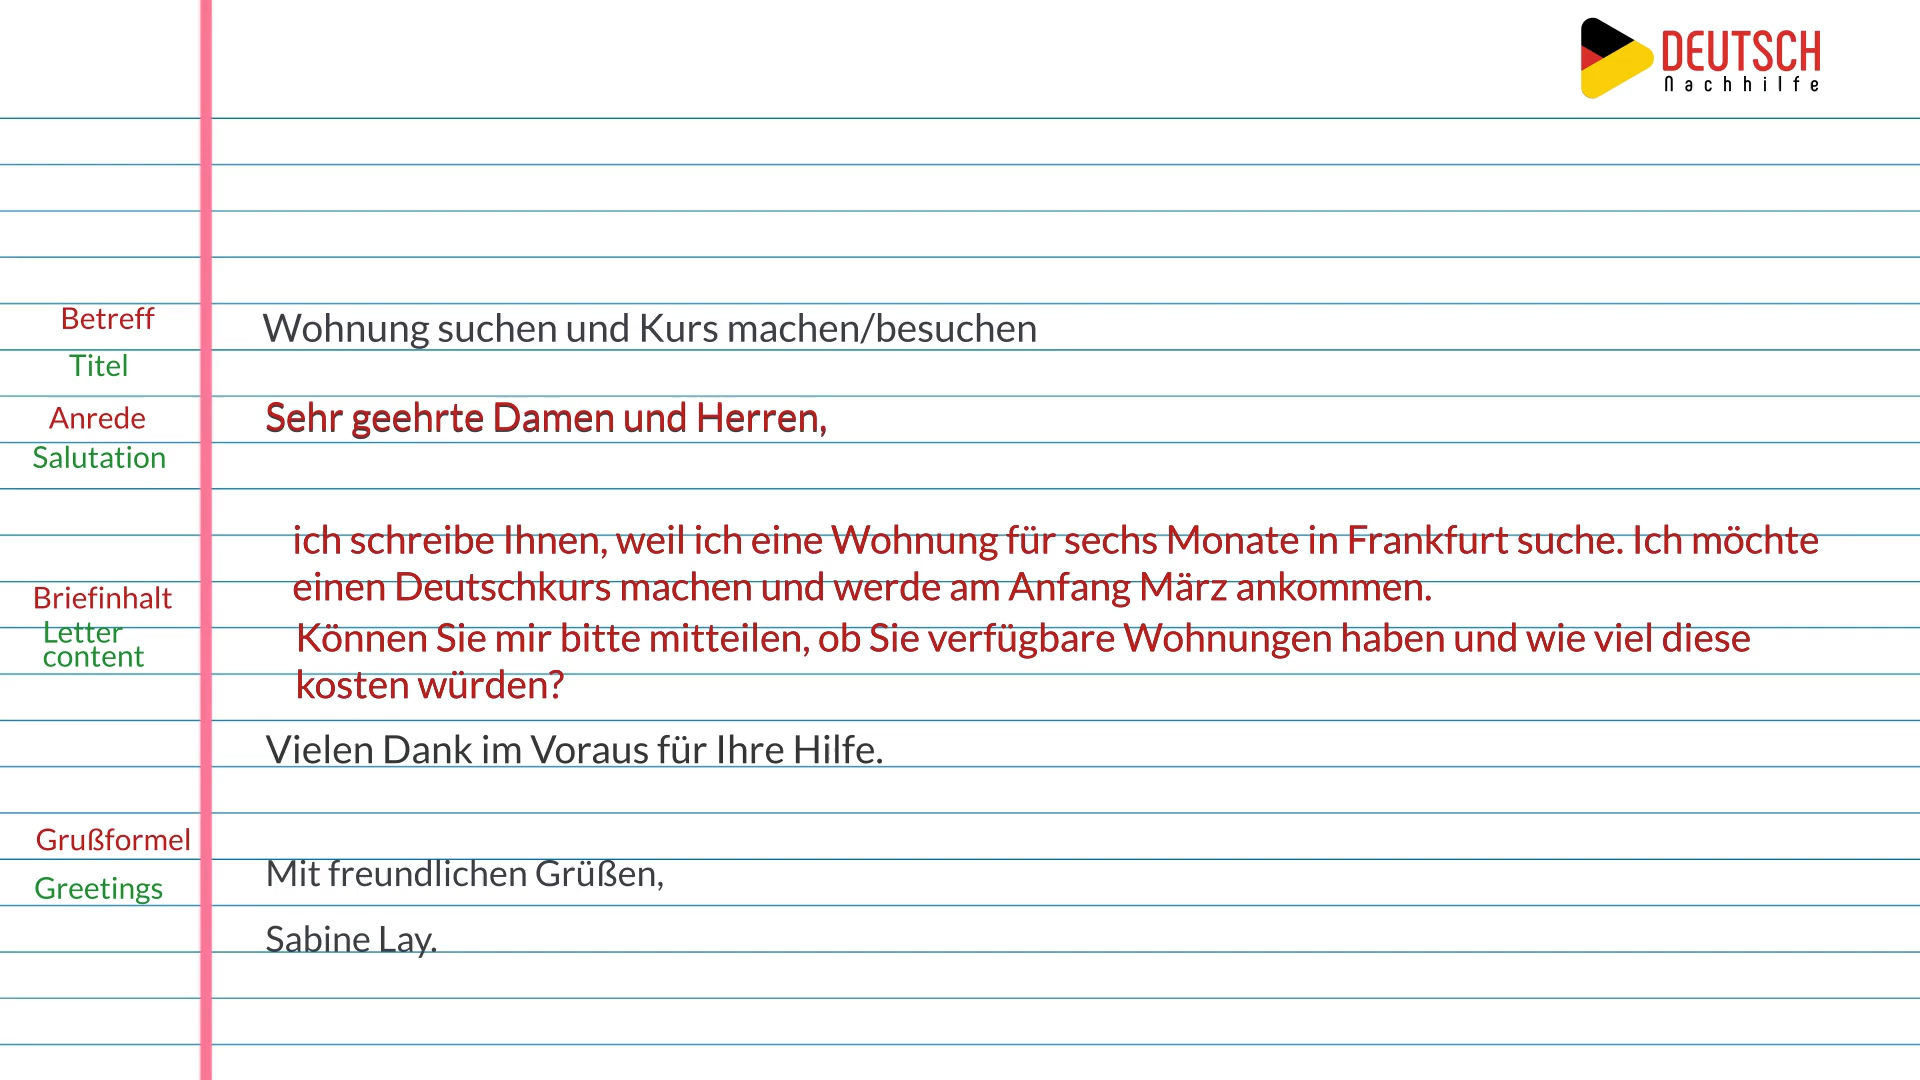 DEUTSCH
Nachhilfe
Betreff
Wohnung suchen und Kurs machen/besuchen
Titel
Anrede
Sehr geehrte Damen und Herren,
Salutation
ich schreibe Ihnen, weil ich eine Wohnung für sechs Monate in Frankfurt suche. Ich möchte
einen Deutschkurs machen und werde am Anfang März ankommen.
Briefinhalt
Letter
content
Können Sie mir bitte mitteilen, ob Sie verfügbare Wohnungen haben und wie viel diese
kosten würden?
Vielen Dank im Voraus für Ihre Hilfe.
Grußformel
Greetings
Mit freundlichen Grüßen,
Sabine Lay.